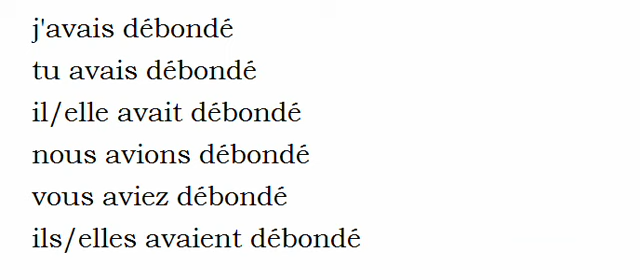 j'avais débondé
tu avais débondé
il/elle avait débondé
nous avions débondé
vous aviez débondé
ils/elles avaient débondé